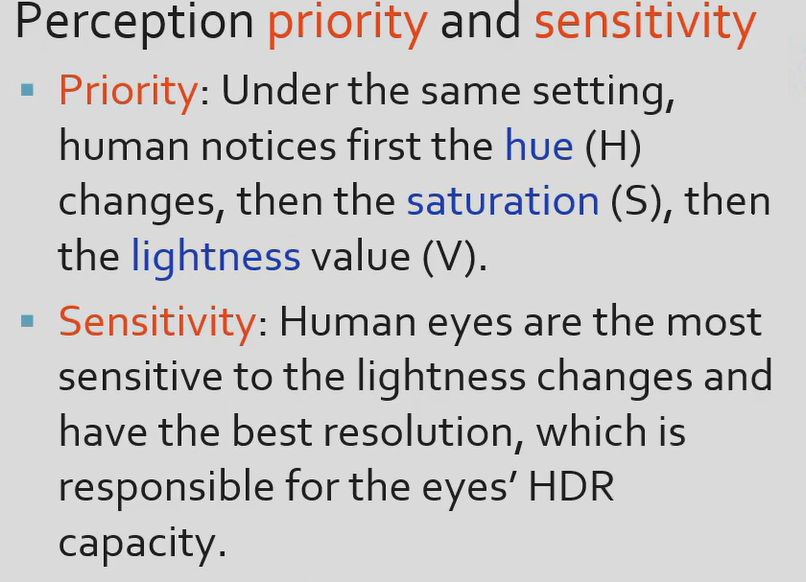 Perception priority and sensitivity
▪ Priority: Under the same setting,
human notices first the hue (H)
changes, then the saturation (S), then
the lightness value (V).
▪ Sensitivity: Human eyes are the most
sensitive to the lightness changes and
have the best resolution, which is
responsible for the eyes’ HDR
capacity.